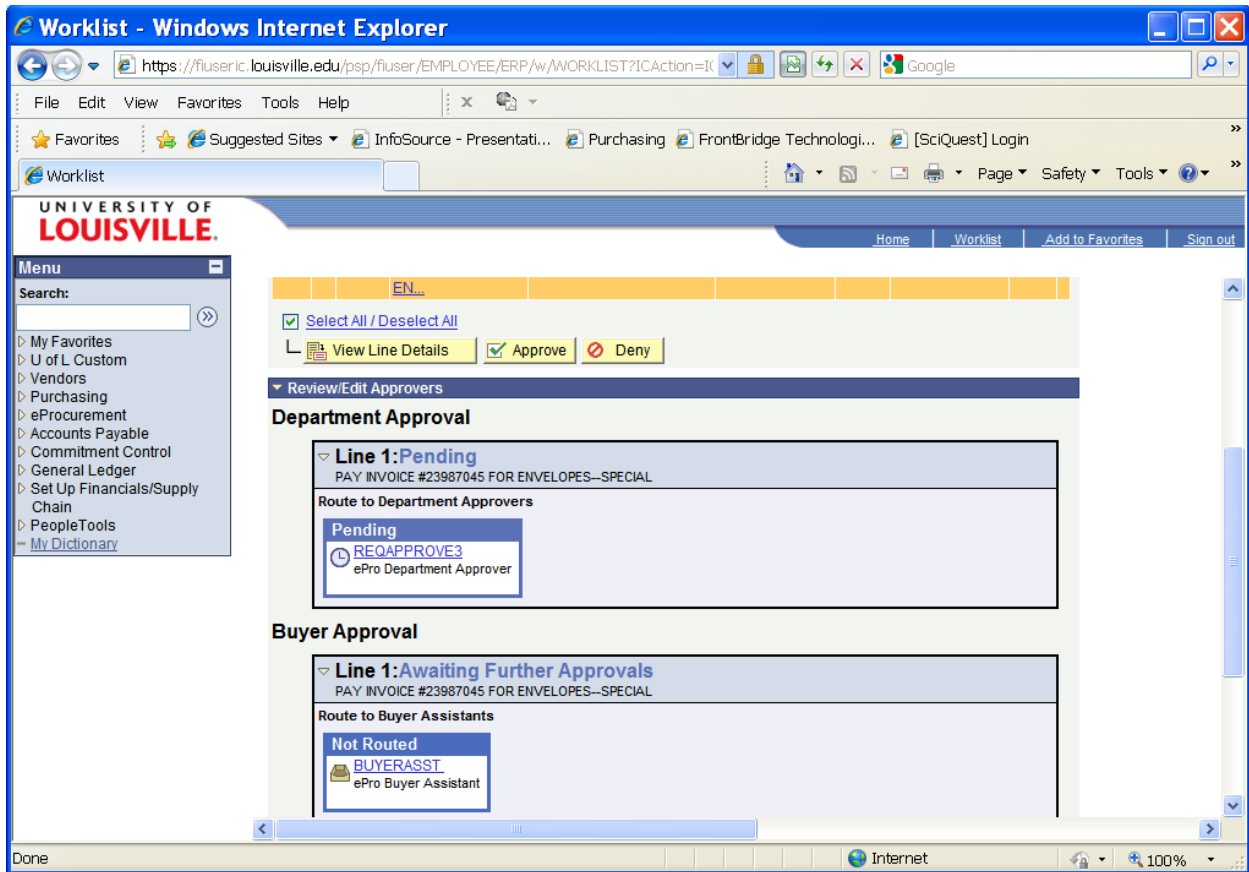 Worklist - Windows Internet Explorer
https://fiuseric.louisville.edu/psp/fiuser/EMPLOYEE/ERP/w/WORKLIST?ICAction=IC
Google
File Edit View Favorites Tools Help
Favorites Suggested Sites InfoSource - Presentati... Purchasing FrontBridge Technologi... [SciQuest] Login
Worklist
Page Safety Tools
UNIVERSITY OF
LOUISVILLE.
Home Worklist Add to Favorites Sign out
Menu
Search:
My Favorites
U of L Custom
Vendors
Purchasing
eProcurement
Accounts Payable
Commitment Control
General Ledger
Set Up Financials/Supply
Chain
PeopleTools
My Dictionary
EN...
Select All / Deselect All
View Line Details Approve Deny
Review/Edit Approvers
Department Approval
Line 1:Pending
PAY INVOICE #23987045 FOR ENVELOPES--SPECIAL
Route to Department Approvers
Pending
REQAPPROVE3
ePro Department Approver
Buyer Approval
Line 1:Awaiting Further Approvals
PAY INVOICE #23987045 FOR ENVELOPES--SPECIAL
Route to Buyer Assistants
Not Routed
BUYERASST
ePro Buyer Assistant
Done Internet 100%